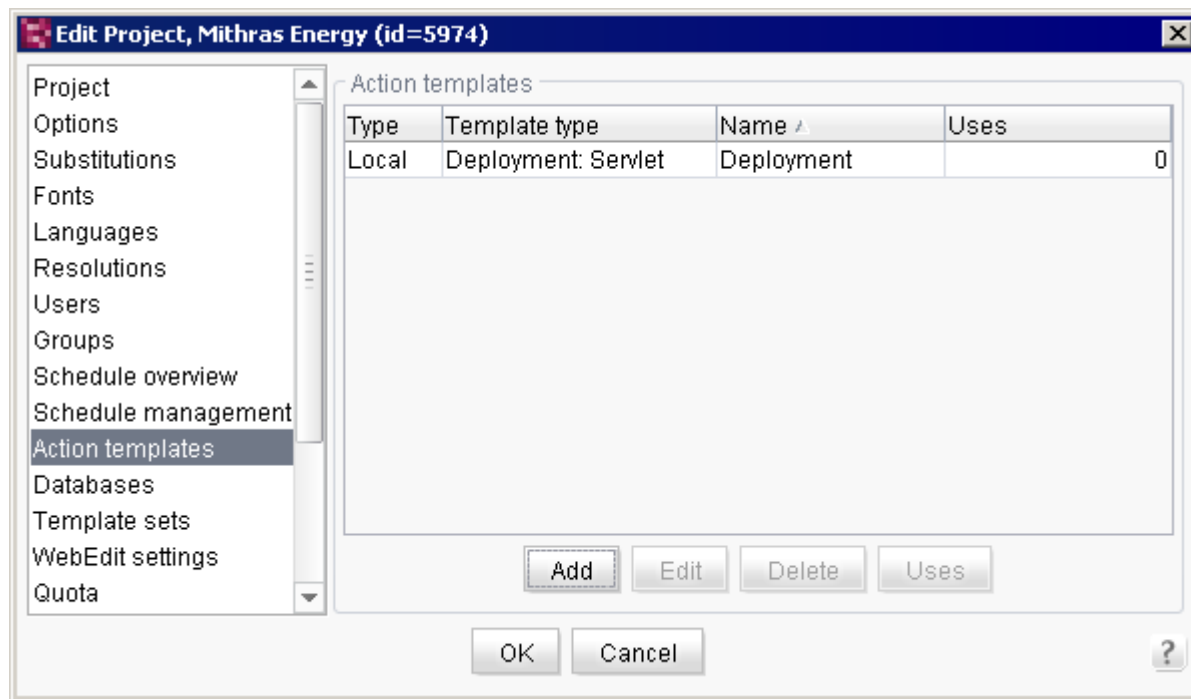 Edit Project, Mithras Energy (id=5974)
Project
Options
Substitutions
Fonts
Languages
Resolutions
Users
Groups
Schedule overview
Schedule management
Action templates
Databases
Template sets
WebEdit settings
Quota
Action templates
Type Template type Name Uses
Local Deployment: Servlet Deployment 0
Add Edit Delete Uses
OK Cancel ?